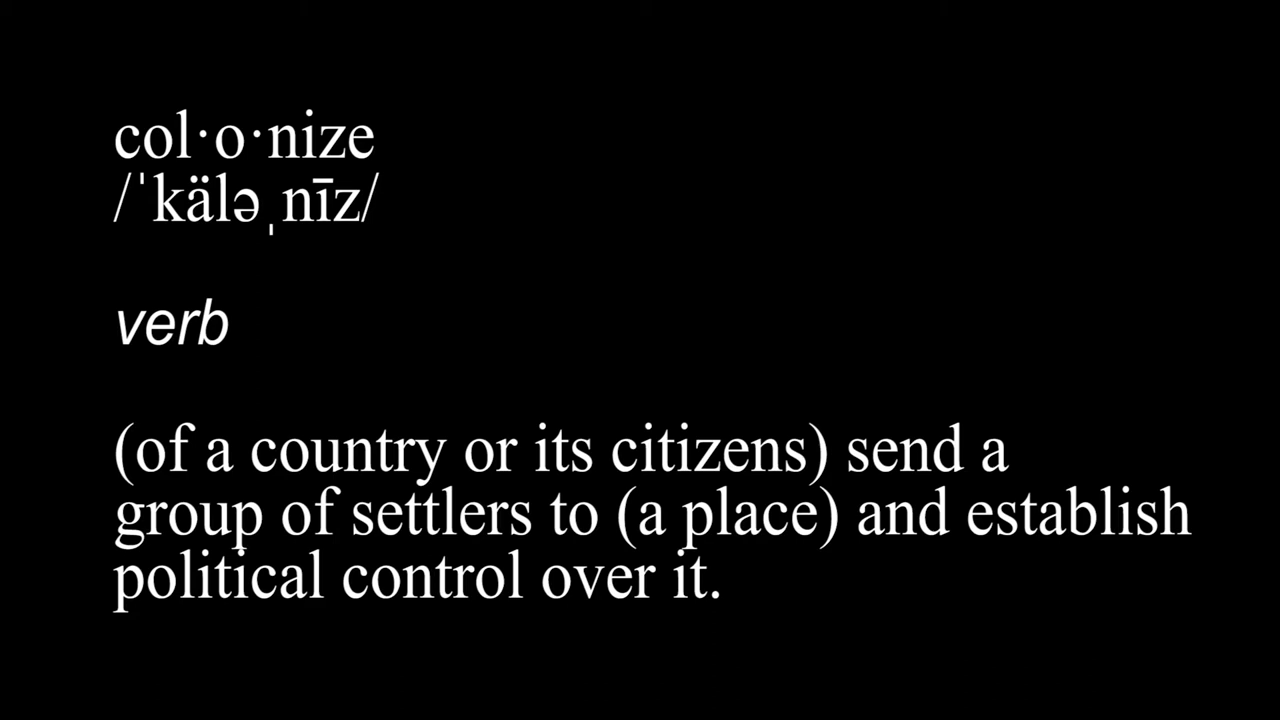 col·o·nize
/ˈkäləˌnīz/
verb
(of a country or its citizens) send a
group of settlers to (a place) and establish
political control over it.